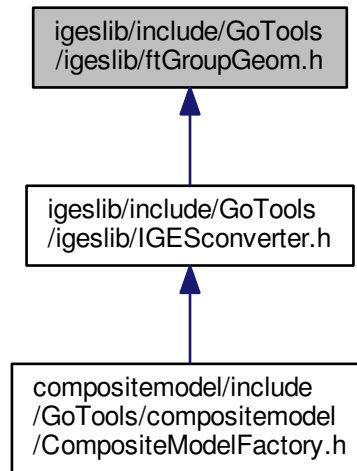 igeslib/include/GoTools
/igeslib/ftGroupGeom.h
igeslib/include/GoTools
/igeslib/IGESconverter.h
compositemodel/include
/GoTools/compositemodel
/CompositeModelFactory.h